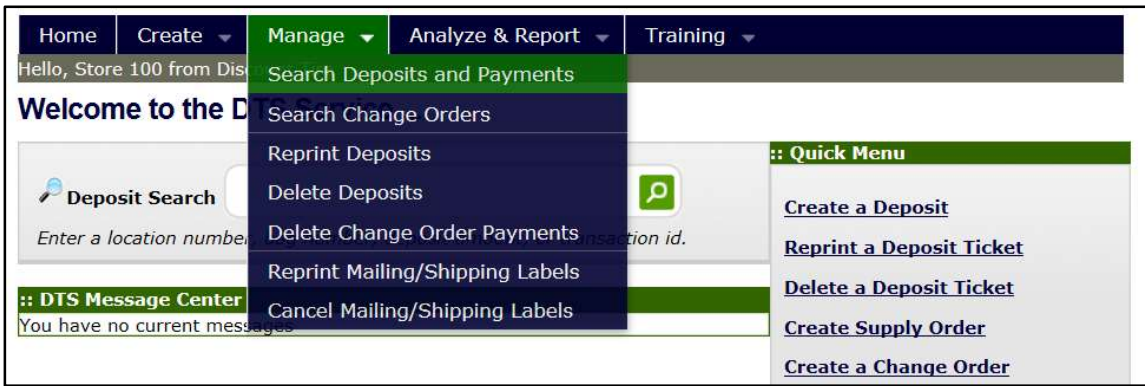 Home Create Manage Analyze & Report Training
Hello, Store 100 from Dis
Search Deposits and Payments
Welcome to the D
Search Change Orders
Reprint Deposits
:: Quick Menu
Deposit Search
Delete Deposits
Create a Deposit
Enter a location number
Delete Change Order Payments
id.
Reprint a Deposit Ticket
Reprint Mailing/Shipping Labels
Delete a Deposit Ticket
:: DTS Message Center
Cancel Mailing/Shipping Labels
You have no current messages
Create Supply Order
Create a Change Order